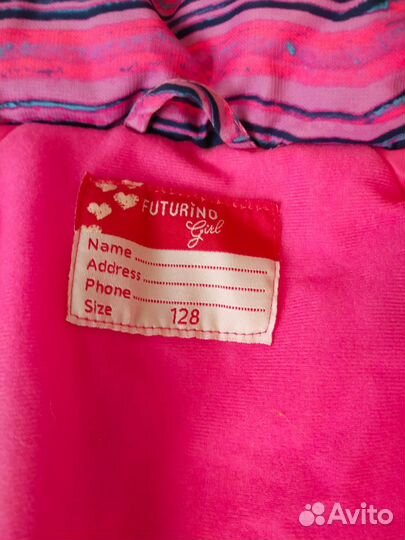 FUTURINO
girl
Name
Address
Phone
Size 128
Avito